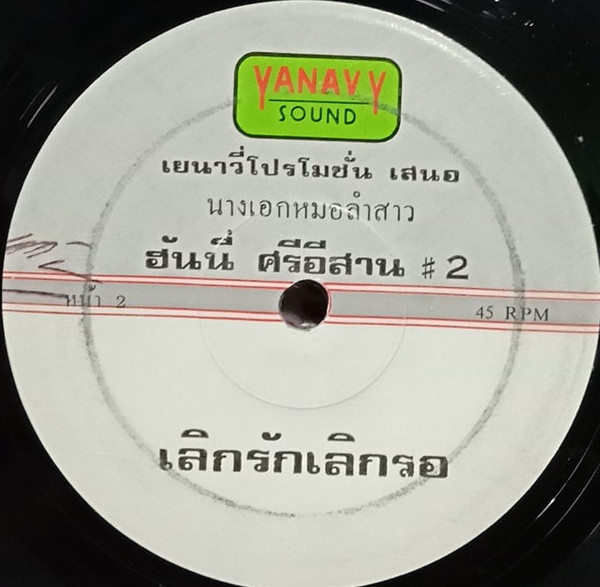 YANAVY
SOUND
เยนาวี่โปรโมชั่น เสนอ
นางเอกหมอลำสาว
ฮันนี่ ศรีอีสาน # 2
หน้า 2
45 RPM
เลิกรักเลิกรอ